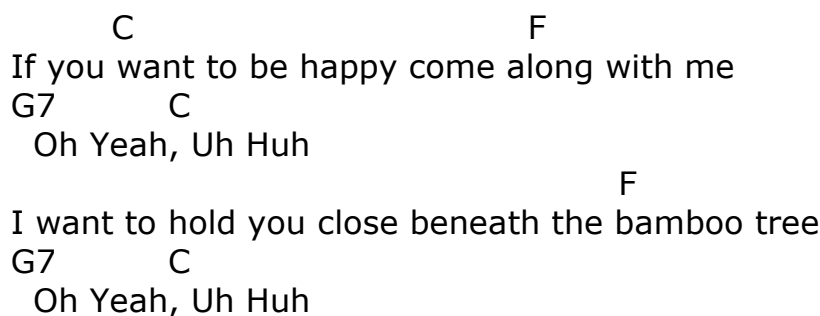 C F
If you want to be happy come along with me
G7 C
Oh Yeah, Uh Huh
F
I want to hold you close beneath the bamboo tree
G7 C
Oh Yeah, Uh Huh